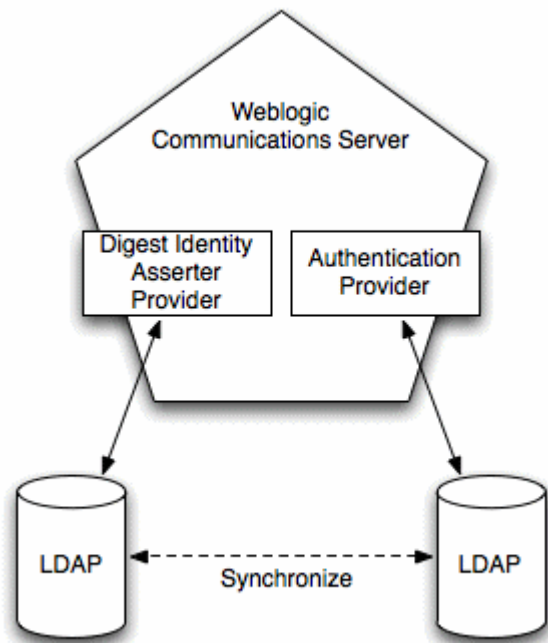 Weblogic
Communications Server
Digest Identity
Asserter
Provider
Authentication
Provider
LDAP
Synchronize
LDAP